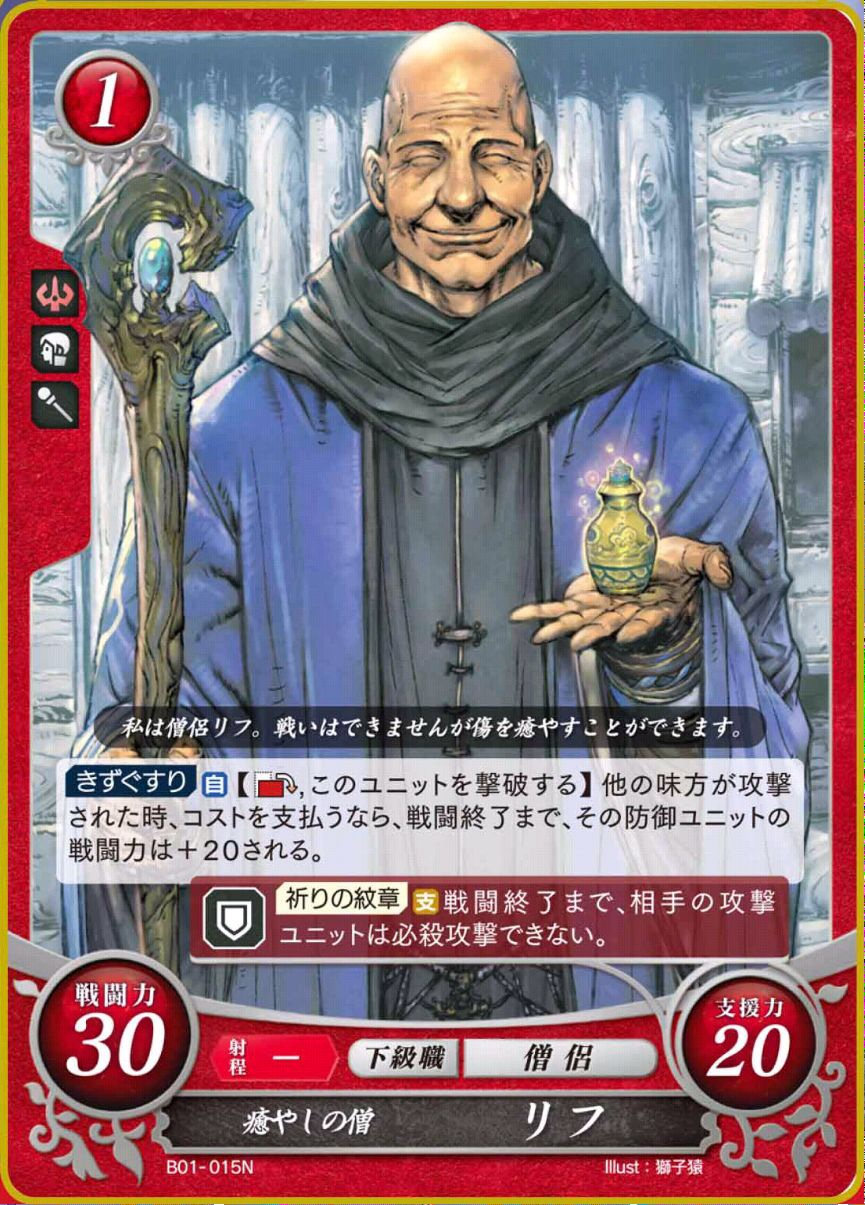 1
私は僧侶リフ。戦いはできませんが傷を癒やすことができます。
きずぐすり 自【 ,このユニットを撃破する】他の味方が攻撃
された時、コストを支払うなら、戦闘終了まで、その防御ユニットの
戦闘力は+20される。
祈りの紋章 支 戦闘終了まで、相手の攻撃
ユニットは必殺攻撃できない。
戦闘力
30
射程 ー
下級職 僧侶
支援力
20
癒やしの僧 リフ
B01-015N Illust:獅子猿